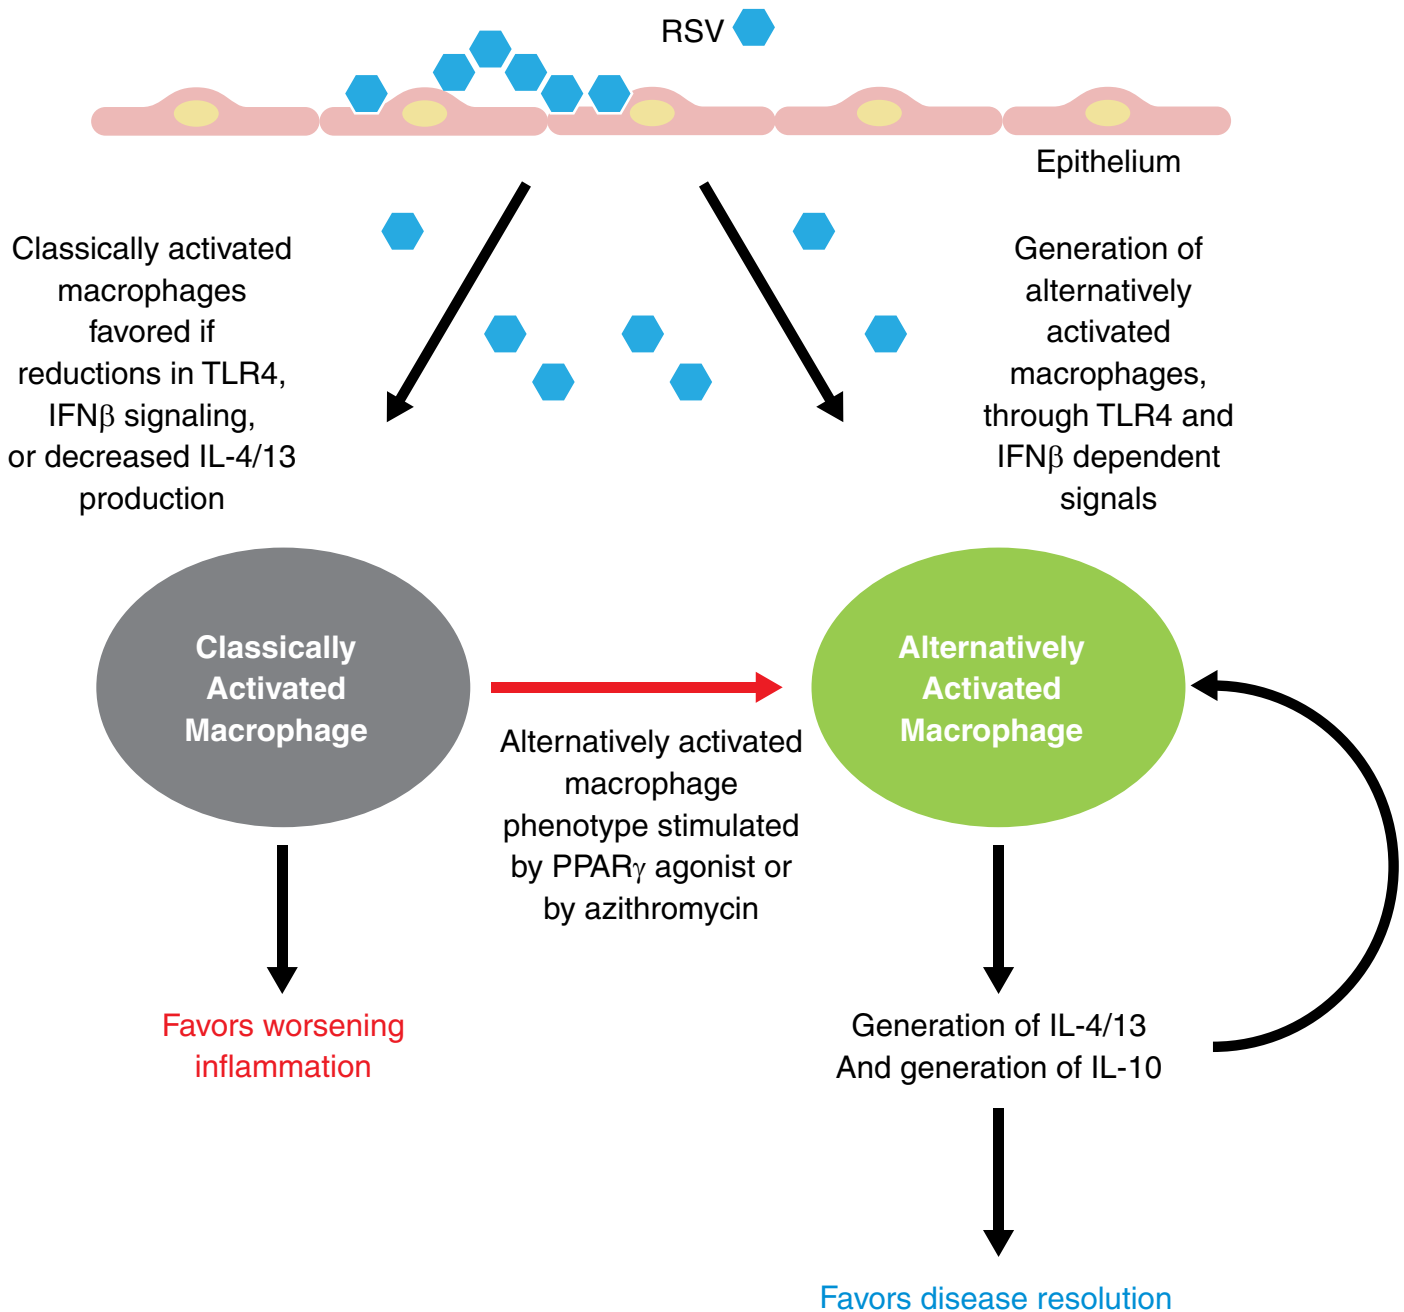 RSV
Epithelium
Classically activated
macrophages
favored if
reductions in TLR4,
IFNβ signaling,
or decreased IL-4/13
production
Generation of
alternatively
activated
macrophages,
through TLR4 and
IFNβ dependent
signals
Classically
Activated
Macrophage
Alternatively activated
macrophage
phenotype stimulated
by PPARγ agonist or
by azithromycin
Alternatively
Activated
Macrophage
Favors worsening
inflammation
Generation of IL-4/13
And generation of IL-10
Favors disease resolution